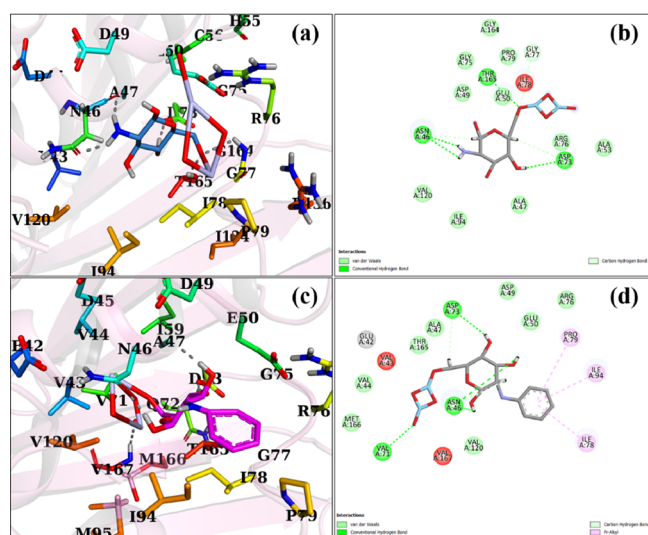 (a)
D49
H55
C56
E50
A47
N46
G75
R76
I78
G164
G77
T165
V120
I78
P79
I94
(b)
GLY
A:164
GLY
A:75
PRO
A:79
GLY
A:77
THR
A:165
ILE
A:78
ASP
A:49
GLU
A:50
ASN
A:46
ARG
A:76
ASP
A:73
ALA
A:53
VAL
A:120
ILE
A:94
ALA
A:47
Interactions
van der Waals
Conventional Hydrogen Bond
Carbon Hydrogen Bond
(c)
D45
D49
V44
I59
A47
E50
N46
G75
V43
V71
G72
R76
V120
T165
G77
V167
M166
I78
I94
P79
M95
(d)
ASP
A:73
ASP
A:49
ARG
A:76
GLU
A:42
ALA
A:47
GLU
A:50
PRO
A:79
VAL
A:43
THR
A:165
ILE
A:94
VAL
A:44
ASN
A:46
MET
A:166
VAL
A:71
VAL
A:120
ILE
A:78
Interactions
van der Waals
Conventional Hydrogen Bond
Carbon Hydrogen Bond
Pi-Alkyl